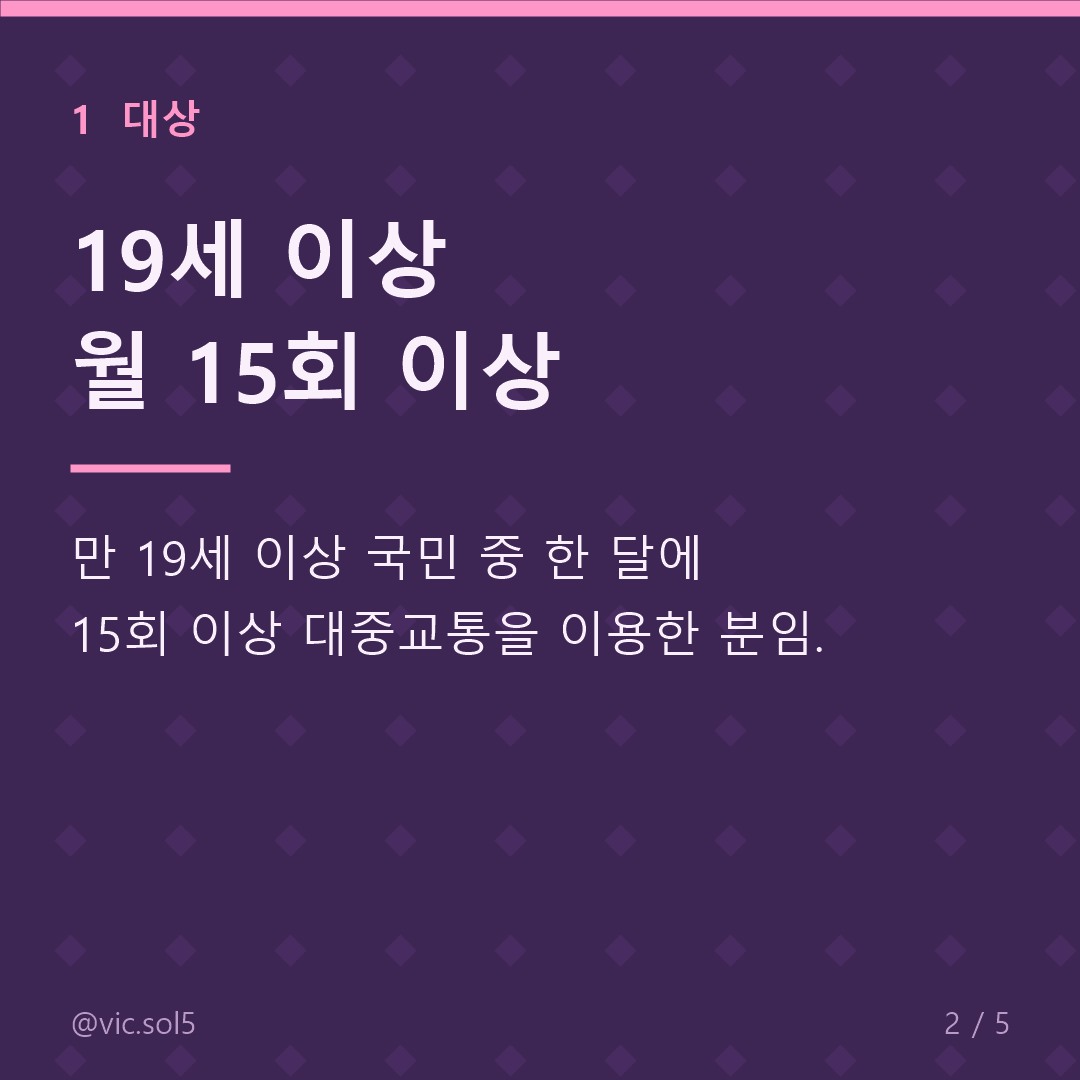 1 대상
19세 이상
월 15회 이상
만 19세 이상 국민 중 한 달에
15회 이상 대중교통을 이용한 분임.
@vic.sol5
2 / 5